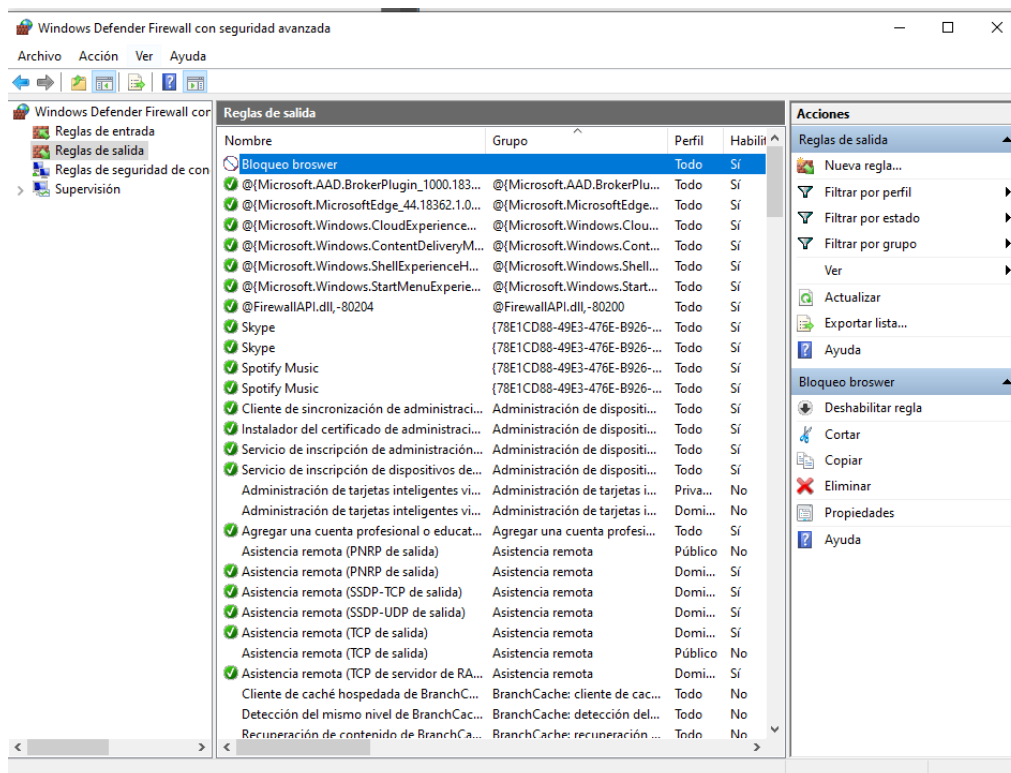 Windows Defender Firewall con seguridad avanzada
Archivo Acción Ver Ayuda
Windows Defender Firewall cor
Reglas de entrada
Reglas de salida
Reglas de seguridad de con
Supervisión
Reglas de salida
Nombre Grupo Perfil Habilit
Bloqueo broswer Todo Sí
@{Microsoft.AAD.BrokerPlugin_1000.183... @{Microsoft.AAD.BrokerPlu... Todo Sí
@{Microsoft.MicrosoftEdge_44.18362.1.0... @{Microsoft.MicrosoftEdge... Todo Sí
@{Microsoft.Windows.CloudExperience... @{Microsoft.Windows.Clou... Todo Sí
@{Microsoft.Windows.ContentDeliveryM... @{Microsoft.Windows.Cont... Todo Sí
@{Microsoft.Windows.ShellExperienceH... @{Microsoft.Windows.Shell... Todo Sí
@{Microsoft.Windows.StartMenuExperie... @{Microsoft.Windows.Start... Todo Sí
@FirewallAPI.dll,-80204 @FirewallAPI.dll,-80200 Todo Sí
Skype {78E1CD88-49E3-476E-B926-... Todo Sí
Skype {78E1CD88-49E3-476E-B926-... Todo Sí
Spotify Music {78E1CD88-49E3-476E-B926-... Todo Sí
Spotify Music {78E1CD88-49E3-476E-B926-... Todo Sí
Cliente de sincronización de administraci... Administración de dispositi... Todo Sí
Instalador del certificado de administraci... Administración de dispositi... Todo Sí
Servicio de inscripción de administración... Administración de dispositi... Todo Sí
Servicio de inscripción de dispositivos de... Administración de dispositi... Todo Sí
Administración de tarjetas inteligentes vi... Administración de tarjetas i... Priva... No
Administración de tarjetas inteligentes vi... Administración de tarjetas i... Domi... No
Agregar una cuenta profesional o educat... Agregar una cuenta profesi... Todo Sí
Asistencia remota (PNRP de salida) Asistencia remota Público No
Asistencia remota (PNRP de salida) Asistencia remota Domi... Sí
Asistencia remota (SSDP-TCP de salida) Asistencia remota Domi... Sí
Asistencia remota (SSDP-UDP de salida) Asistencia remota Domi... Sí
Asistencia remota (TCP de salida) Asistencia remota Domi... Sí
Asistencia remota (TCP de salida) Asistencia remota Público No
Asistencia remota (TCP de servidor de RA... Asistencia remota Domi... Sí
Cliente de caché hospedada de BranchC... BranchCache: cliente de cac... Todo No
Detección del mismo nivel de BranchCac... BranchCache: detección del... Todo No
Recuperación de contenido de BranchCa... BranchCache: recuperación ... Todo No
Acciones
Reglas de salida
Nueva regla...
Filtrar por perfil
Filtrar por estado
Filtrar por grupo
Ver
Actualizar
Exportar lista...
Ayuda
Bloqueo broswer
Deshabilitar regla
Cortar
Copiar
Eliminar
Propiedades
Ayuda